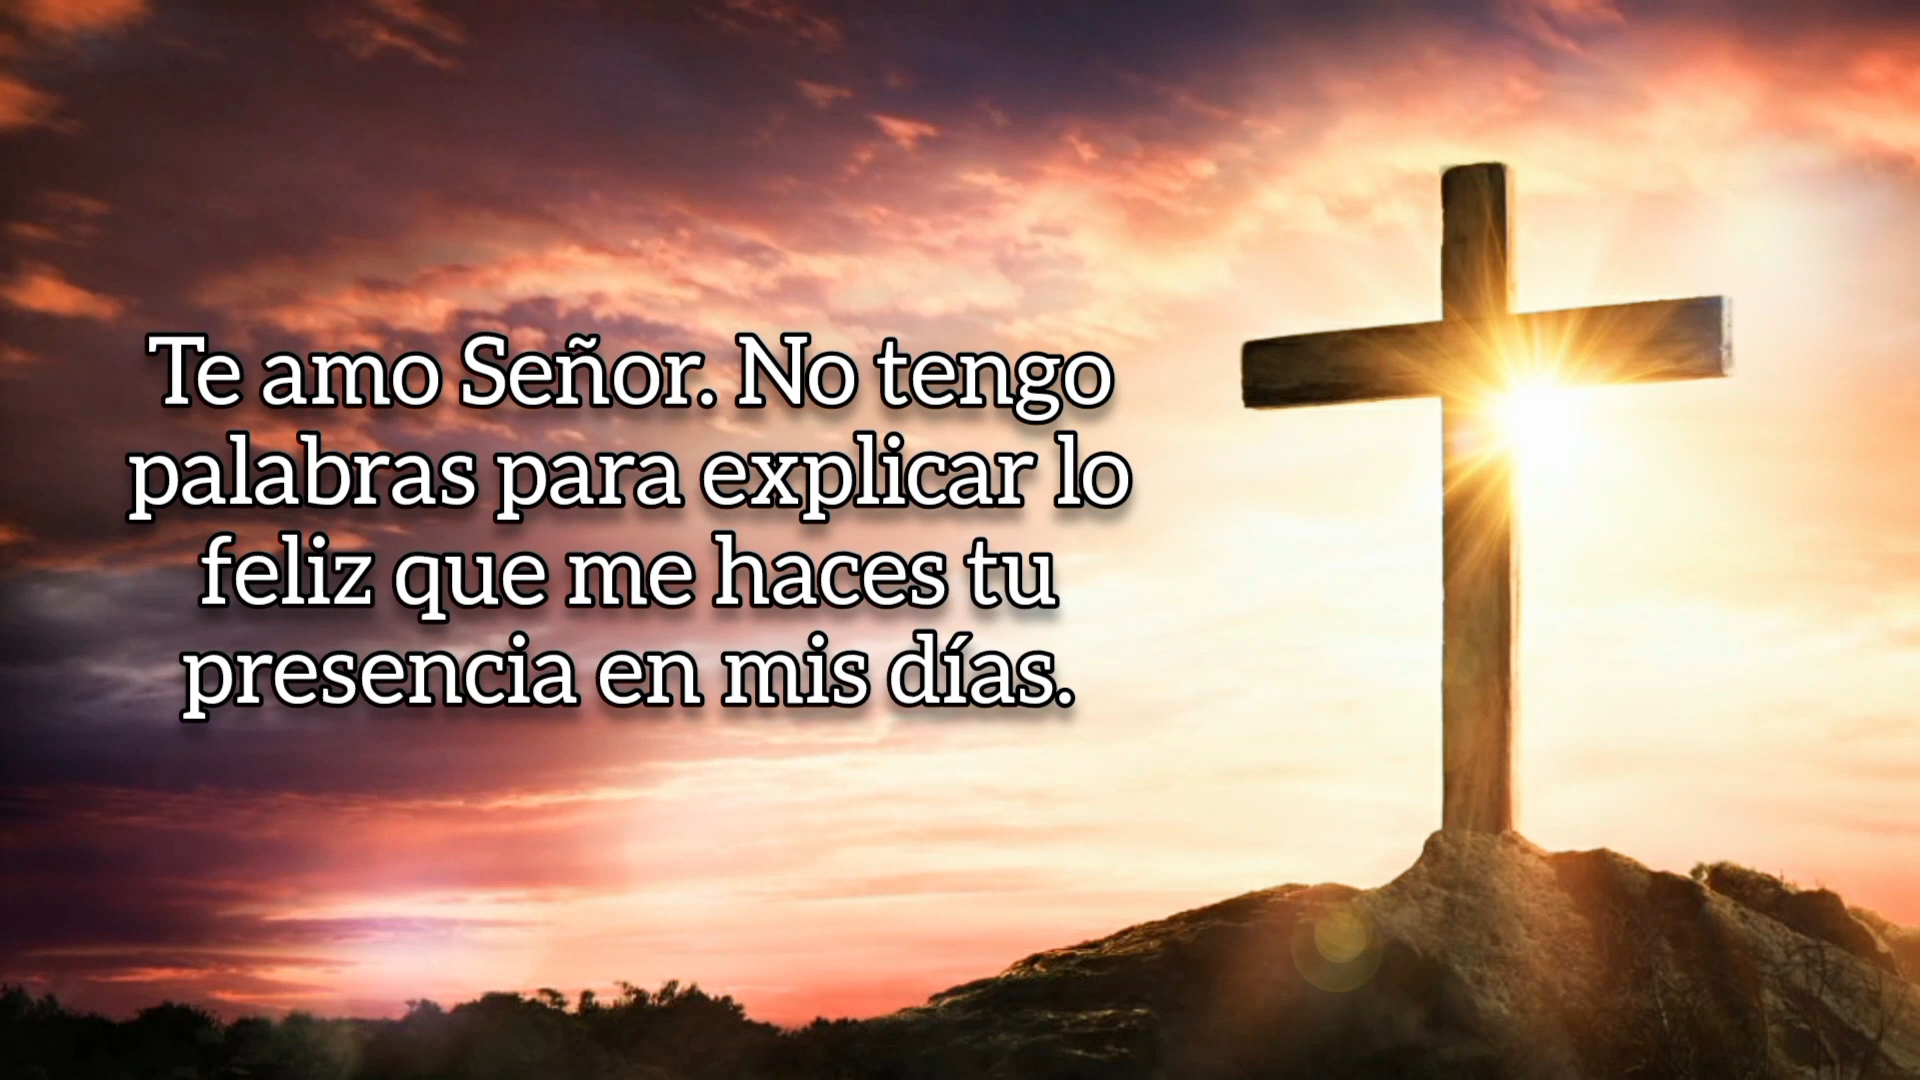 Te amo Señor. No tengo
palabras para explicar lo
feliz que me haces tu
presencia en mis días.